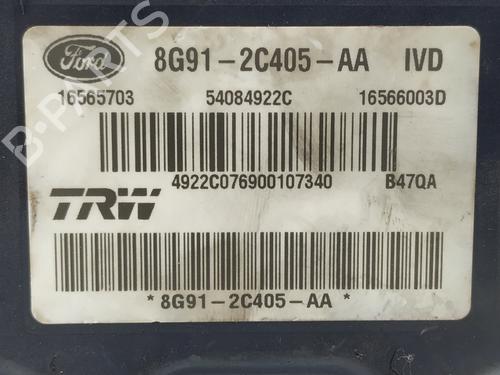 Ford 8G91-2C405-AA IVD
16565703 54084922C 16566003D
4922C076900107340 B47QA
TRW
*8G91-2C405-AA*
B-PARTS